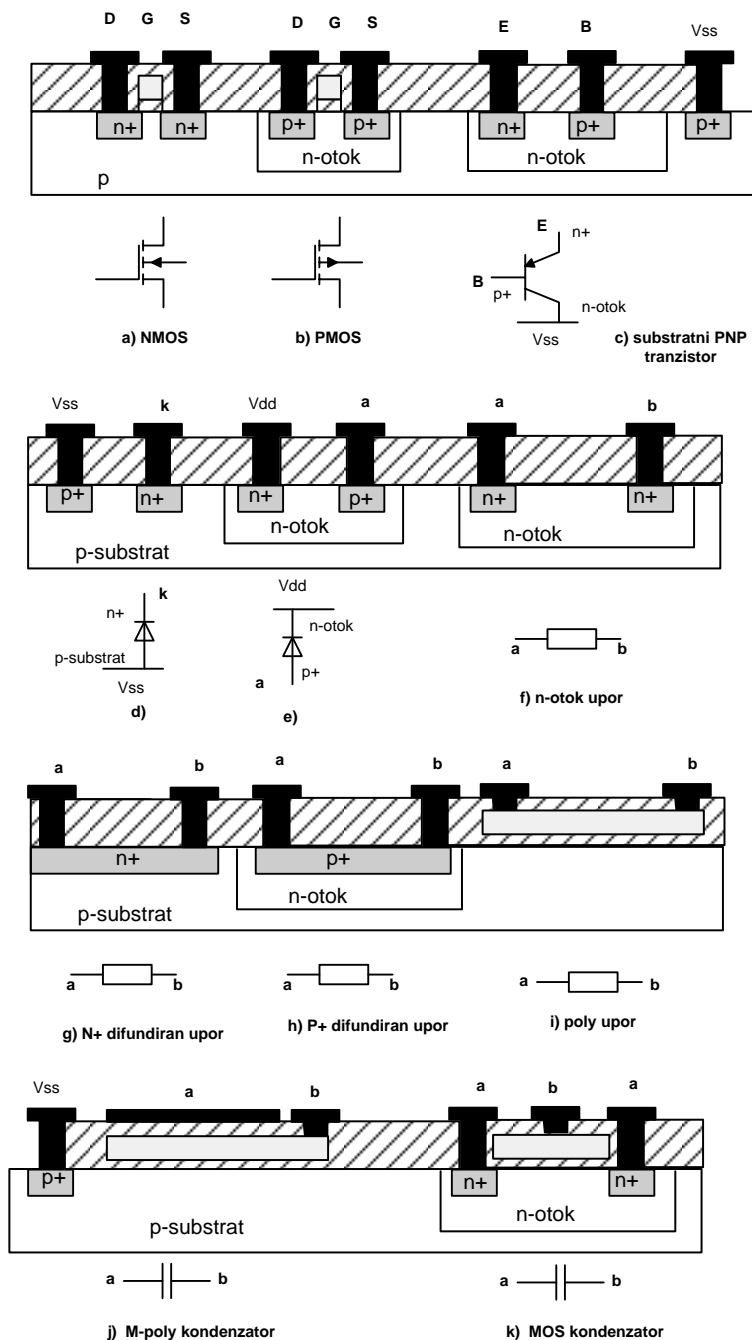 D G S D G S E B Vss
n+ n+ p+ p+ n+ p+ p+
n-otok n-otok
p
E
n+
B
p+
n-otok
Vss
a) NMOS b) PMOS c) substratni PNP
tranzistor
Vss k Vdd a a b
p+ n+ n+ p+ n+ n+
n-otok n-otok
p-substrat
k Vdd
n+ n-otok
p-substrat
Vss a p+
a b
d) e) f) n-otok upor
a b a b a b
n+ p+
n-otok
p-substrat
a b a b a b
g) N+ difundiran upor h) P+ difundiran upor i) poly upor
Vss a b a b a
p+ n+ n+
p-substrat n-otok
a b a b
j) M-poly kondenzator k) MOS kondenzator